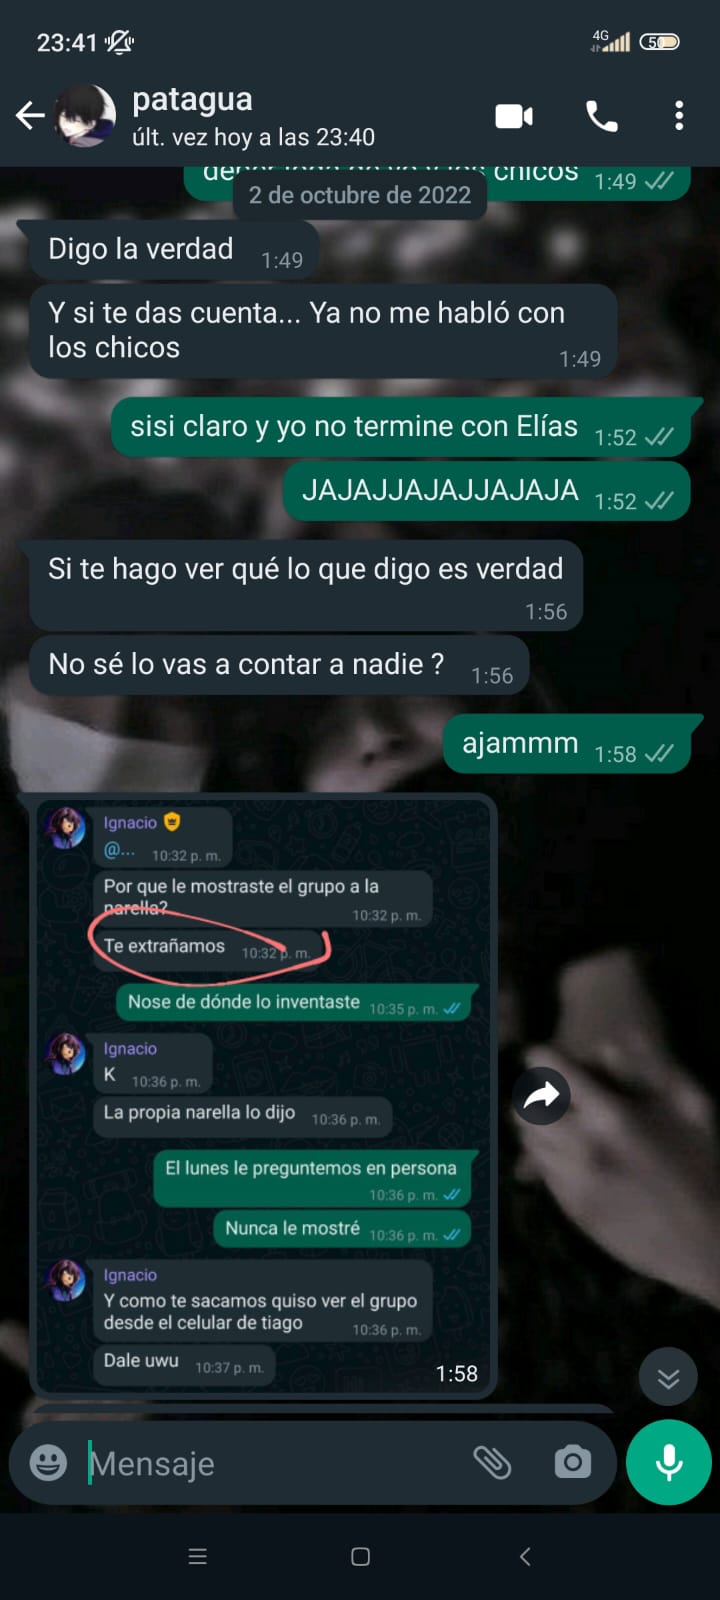 23:41
4G
50
patagua
últ. vez hoy a las 23:40
chicos 1:49
2 de octubre de 2022
Digo la verdad 1:49
Y si te das cuenta... Ya no me habló con
los chicos
1:49
sisi claro y yo no termine con Elías 1:52
JAJAJJAJAJJAJAJA 1:52
Si te hago ver qué lo que digo es verdad
1:56
No sé lo vas a contar a nadie ? 1:56
ajammm 1:58
Ignacio
@... 10:32 p. m.
Por que le mostraste el grupo a la
narella?
10:32 p. m.
Te extrañamos 10:32 p. m.
Nose de dónde lo inventaste 10:35 p. m.
Ignacio
K 10:36 p. m.
La propia narella lo dijo 10:36 p. m.
El lunes le preguntemos en persona
10:36 p. m.
Nunca le mostré 10:36 p. m.
Ignacio
Y como te sacamos quiso ver el grupo
desde el celular de tiago 10:36 p. m.
Dale uwu 10:37 p. m.
1:58
Mensaje